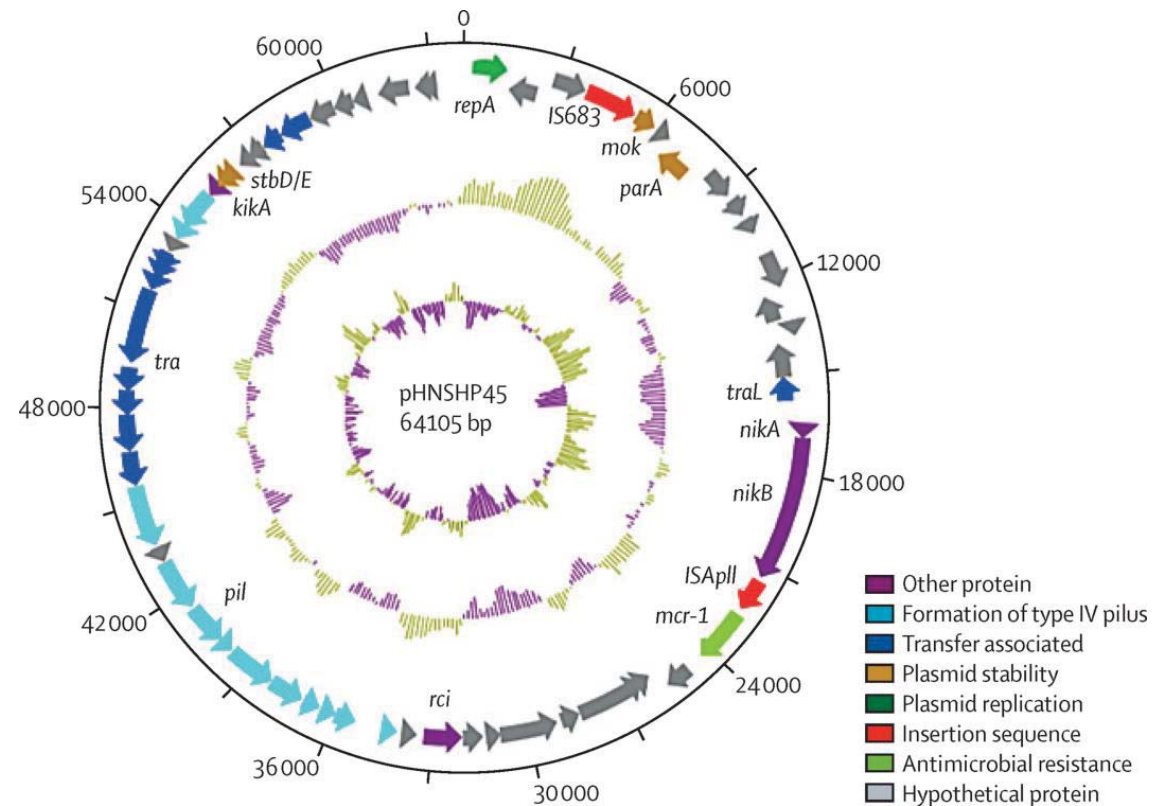 0
60000
6000
repA
IS683
mok
parA
stbD/E
kikA
54000
12000
tra
pHNSHP45
64105 bp
traL
48000
nikA
nikB
18000
ISApll
mcr-1
pil
42000
24000
rci
36000
30000
Other protein
Formation of type IV pilus
Transfer associated
Plasmid stability
Plasmid replication
Insertion sequence
Antimicrobial resistance
Hypothetical protein